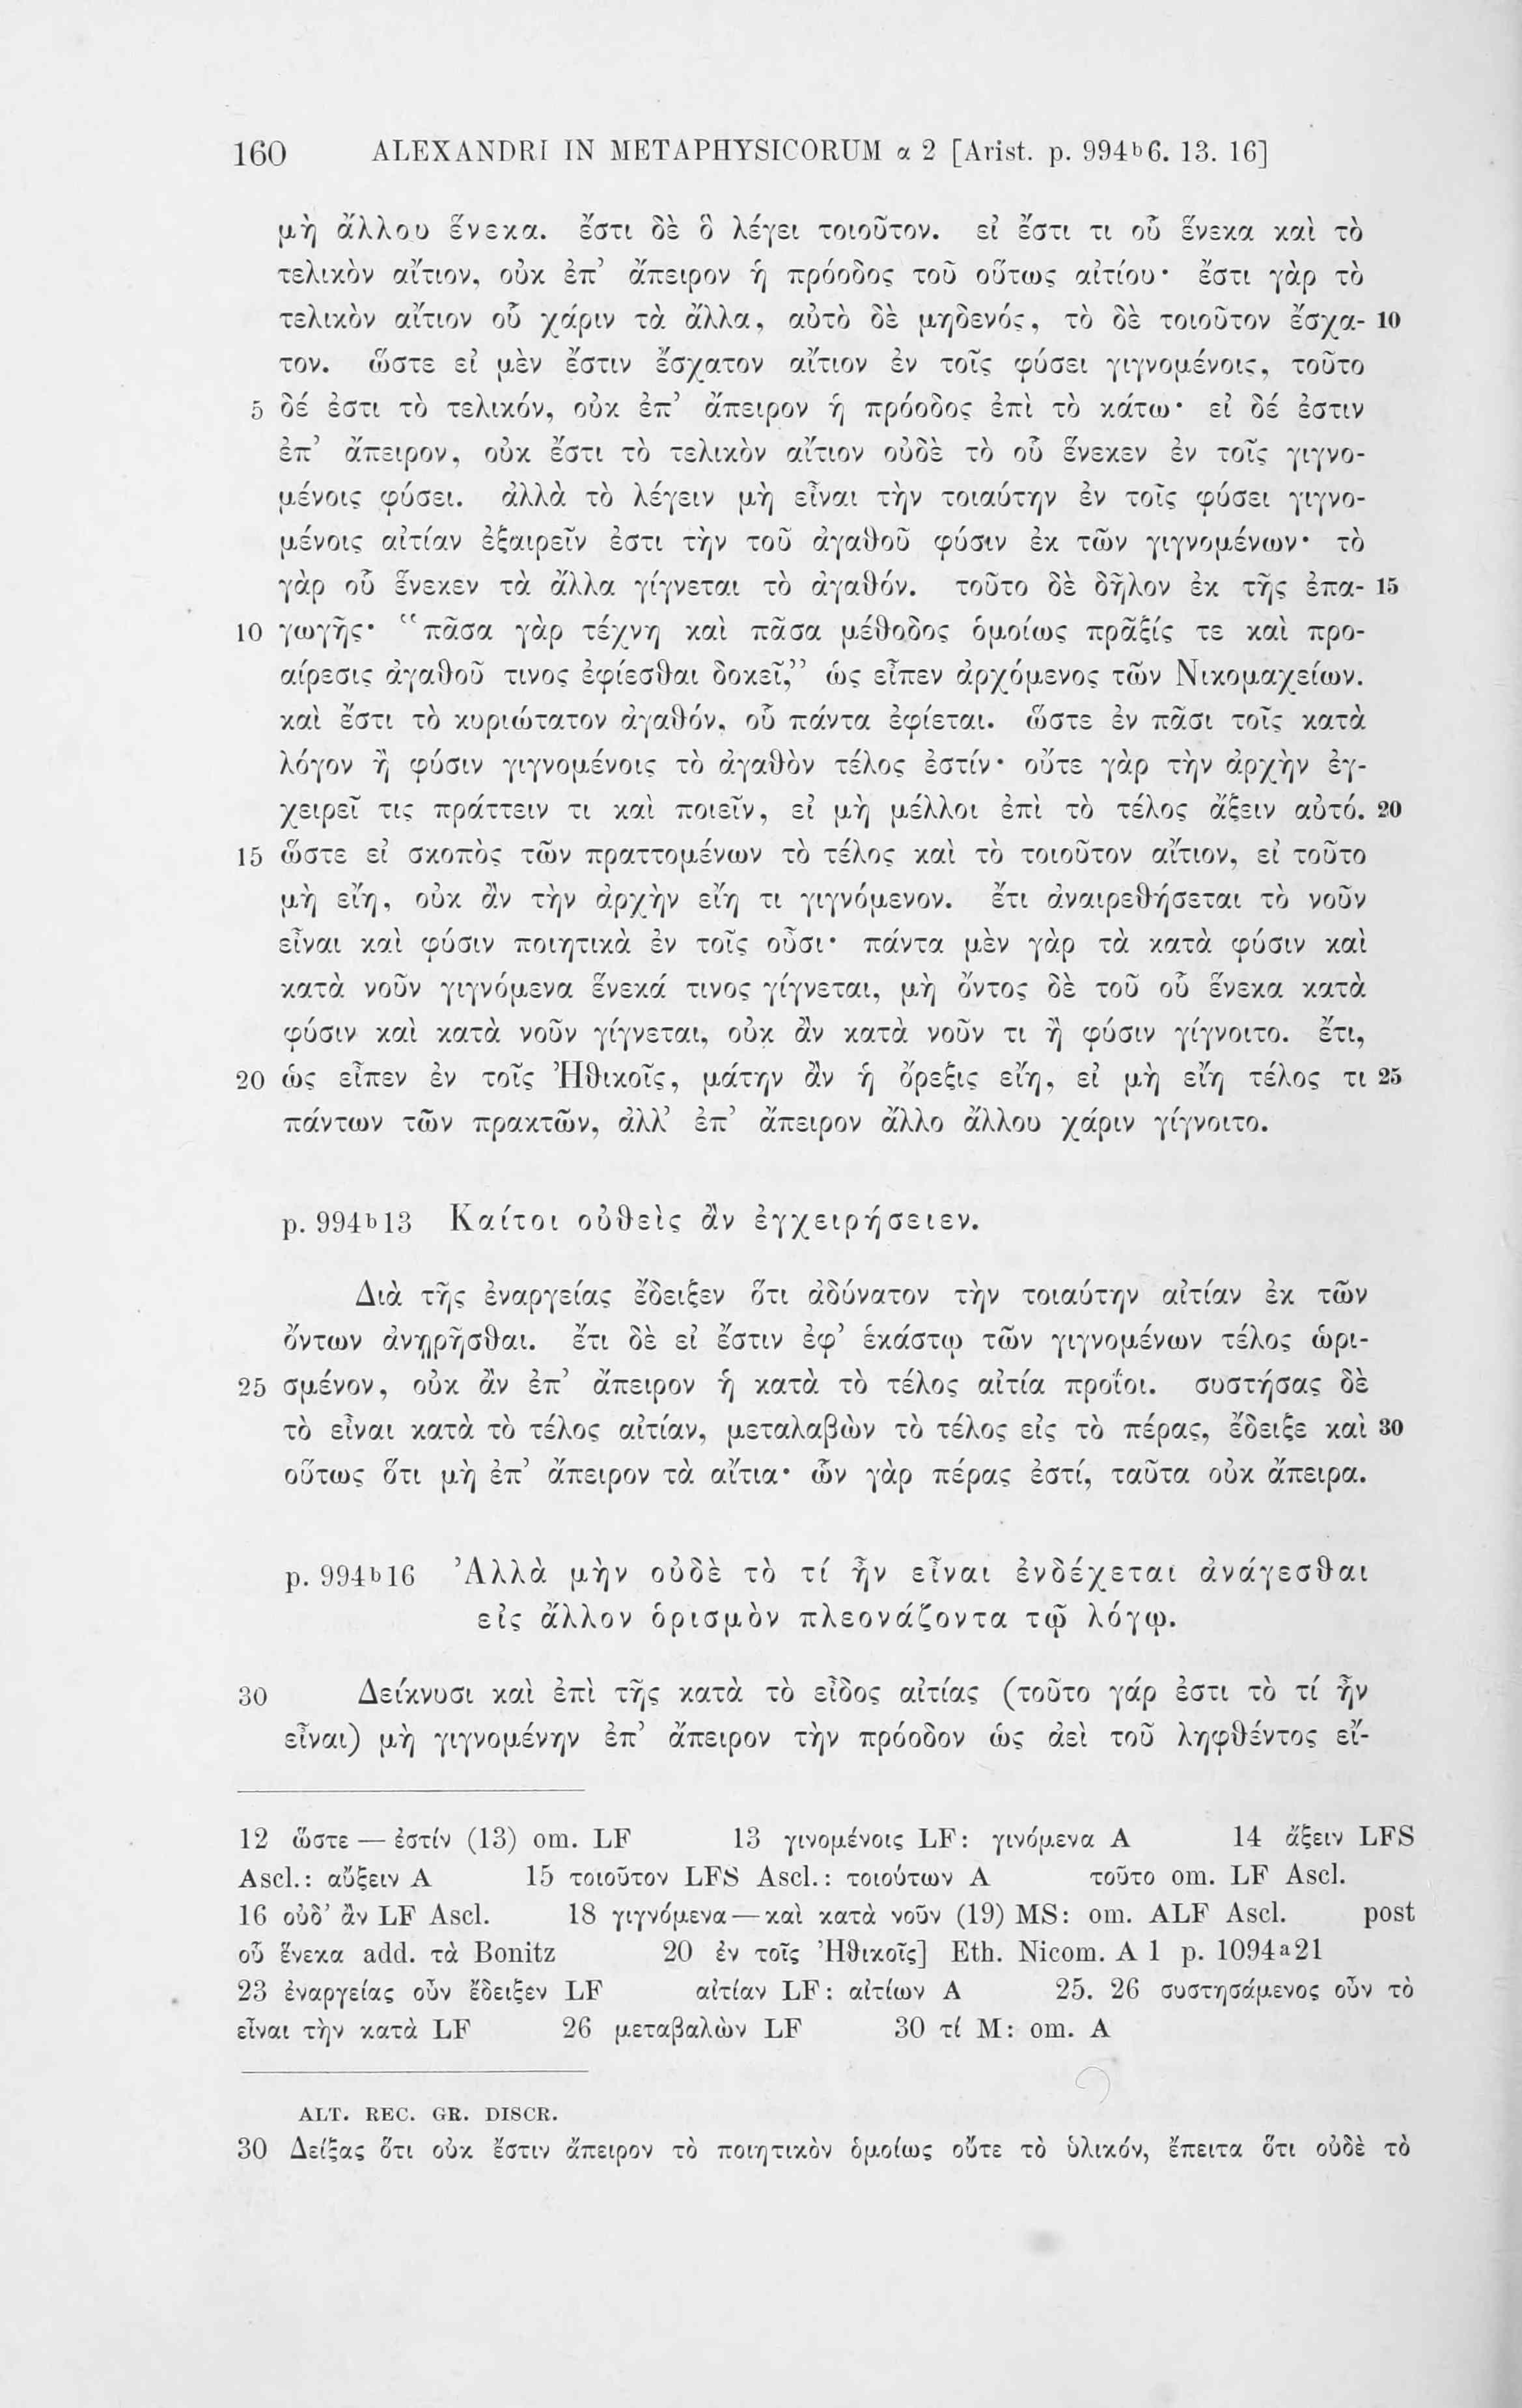 160 ALEXANDRI IN METAPHYSICORUM α 2 [Arist. p. 994ᵇ6. 13. 16]
μὴ ἄλλου ἕνεκα. ἔστι δὲ ὃ λέγει τοιοῦτον. εἰ ἔστι τι οὗ ἕνεκα καὶ τὸ
τελικὸν αἴτιον, οὐκ ἐπ’ ἄπειρον ἡ πρόοδος τοῦ οὕτως αἰτίου· ἔστι γὰρ τὸ
τελικὸν αἴτιον οὗ χάριν τὰ ἄλλα, αὐτὸ δὲ μηδενός, τὸ δὲ τοιοῦτον ἔσχα- 10
τον. ὥστε εἰ μὲν ἔστιν ἔσχατον αἴτιον ἐν τοῖς φύσει γιγνομένοις, τοῦτο
5 δέ ἐστι τὸ τελικόν, οὐκ ἐπ’ ἄπειρον ἡ πρόοδος ἐπὶ τὸ κάτω· εἰ δέ ἐστιν
ἐπ’ ἄπειρον, οὐκ ἔστι τὸ τελικὸν αἴτιον οὐδὲ τὸ οὗ ἕνεκεν ἐν τοῖς γιγνο-
μένοις φύσει. ἀλλὰ τὸ λέγειν μὴ εἶναι τὴν τοιαύτην ἐν τοῖς φύσει γιγνο-
μένοις αἰτίαν ἐξαιρεῖν ἐστι τὴν τοῦ ἀγαθοῦ φύσιν ἐκ τῶν γιγνομένων· τὸ
γὰρ οὗ ἕνεκεν τὰ ἄλλα γίγνεται τὸ ἀγαθόν. τοῦτο δὲ δῆλον ἐκ τῆς ἐπα- 15
10 γωγῆς· “πᾶσα γὰρ τέχνη καὶ πᾶσα μέθοδος ὁμοίως πρᾶξίς τε καὶ προ-
αίρεσις ἀγαθοῦ τινος ἐφίεσθαι δοκεῖ,” ὡς εἶπεν ἀρχόμενος τῶν Νικομαχείων.
καὶ ἔστι τὸ κυριώτατον ἀγαθόν, οὗ πάντα ἐφίεται. ὥστε ἐν πᾶσι τοῖς κατὰ
λόγον ἢ φύσιν γιγνομένοις τὸ ἀγαθὸν τέλος ἐστίν· οὔτε γὰρ τὴν ἀρχὴν ἐγ-
χειρεῖ τις πράττειν τι καὶ ποιεῖν, εἰ μὴ μέλλοι ἐπὶ τὸ τέλος ἄξειν αὐτό. 20
15 ὥστε εἰ σκοπὸς τῶν πραττομένων τὸ τέλος καὶ τὸ τοιοῦτον αἴτιον, εἰ τοῦτο
μὴ εἴη, οὐκ ἂν τὴν ἀρχὴν εἴη τι γιγνόμενον. ἔτι ἀναιρεθήσεται τὸ νοῦν
εἶναι καὶ φύσιν ποιητικὰ ἐν τοῖς οὖσι· πάντα μὲν γὰρ τὰ κατὰ φύσιν καὶ
κατὰ νοῦν γιγνόμενα ἕνεκά τινος γίγνεται, μὴ ὄντος δὲ τοῦ οὗ ἕνεκα κατὰ
φύσιν καὶ κατὰ νοῦν γίγνεται, οὐκ ἂν κατὰ νοῦν τι ἢ φύσιν γίγνοιτο. ἔτι,
20 ὡς εἶπεν ἐν τοῖς Ἠθικοῖς, μάτην ἂν ἡ ὄρεξις εἴη, εἰ μὴ εἴη τέλος τι 25
πάντων τῶν πρακτῶν, ἀλλ’ ἐπ’ ἄπειρον ἄλλο ἄλλου χάριν γίγνοιτο.
p. 994ᵇ13 Καίτοι οὐθεὶς ἂν ἐγχειρήσειεν.
Διὰ τῆς ἐναργείας ἔδειξεν ὅτι ἀδύνατον τὴν τοιαύτην αἰτίαν ἐκ τῶν
ὄντων ἀνῃρῆσθαι. ἔτι δὲ εἰ ἔστιν ἐφ’ ἑκάστῳ τῶν γιγνομένων τέλος ὡρι-
25 σμένον, οὐκ ἂν ἐπ’ ἄπειρον ἡ κατὰ τὸ τέλος αἰτία προΐοι. συστήσας δὲ
τὸ εἶναι κατὰ τὸ τέλος αἰτίαν, μεταλαβὼν τὸ τέλος εἰς τὸ πέρας, ἔδειξε καὶ 30
οὕτως ὅτι μὴ ἐπ’ ἄπειρον τὰ αἴτια· ὧν γὰρ πέρας ἐστί, ταῦτα οὐκ ἄπειρα.
p. 994ᵇ16 Ἀλλὰ μὴν οὐδὲ τὸ τί ἦν εἶναι ἐνδέχεται ἀνάγεσθαι
εἰς ἄλλον ὁρισμὸν πλεονάζοντα τῷ λόγῳ.
30 Δείκνυσι καὶ ἐπὶ τῆς κατὰ τὸ εἶδος αἰτίας (τοῦτο γάρ ἐστι τὸ τί ἦν
εἶναι) μὴ γιγνομένην ἐπ’ ἄπειρον τὴν πρόοδον ὡς ἀεὶ τοῦ ληφθέντος εἴ-
12 ὥστε — ἐστίν (13) om. LF 13 γινομένοις LF: γινόμενα A 14 ἄξειν LFS
Ascl.: αὔξειν A 15 τοιοῦτον LFS Ascl.: τοιούτων A τοῦτο om. LF Ascl.
16 οὐδ’ ἂν LF Ascl. 18 γιγνόμενα — καὶ κατὰ νοῦν (19) MS: om. ALF Ascl. post
οὗ ἕνεκα add. τὰ Bonitz 20 ἐν τοῖς Ἠθικοῖς] Eth. Nicom. A 1 p. 1094ᵃ21
23 ἐναργείας οὖν ἔδειξεν LF αἰτίαν LF: αἰτίων A 25. 26 συστησάμενος οὖν τὸ
εἶναι τὴν κατὰ LF 26 μεταβαλὼν LF 30 τί M: om. A
ALT. REC. GR. DISCR.
30 Δείξας ὅτι οὐκ ἔστιν ἄπειρον τὸ ποιητικὸν ὁμοίως οὔτε τὸ ὑλικόν, ἔπειτα ὅτι οὐδὲ τὸ